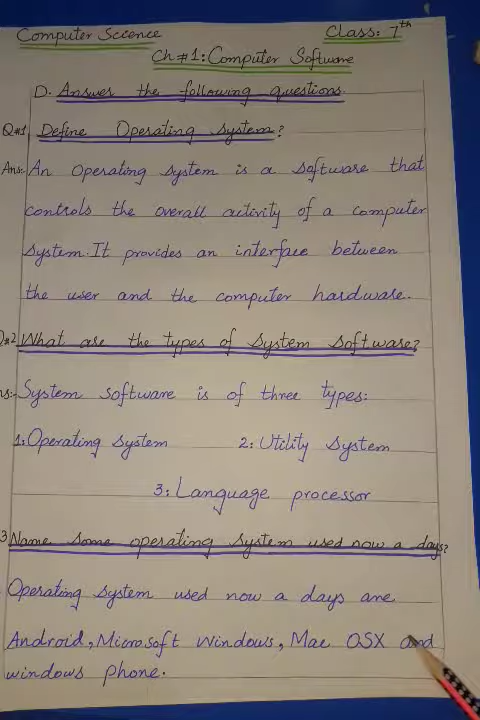 Computer Sccence Class: 7th
Ch #1: Computer Software
D. Answer the following questions.
Q#1 Define Operating System?
Ans:- An Operating System is a software that
controls the overall activity of a computer
system. It provides an interface between
the user and the computer hardware.
Q#2 What are the types of System Software?
ns:- System software is of three types:
1: Operating System 2: Utility System
3: Language processor
3 Name Some operating System used now a days?
Operating System used now a days are
Android, Microsoft Windows, Mac OSX and
windows phone.